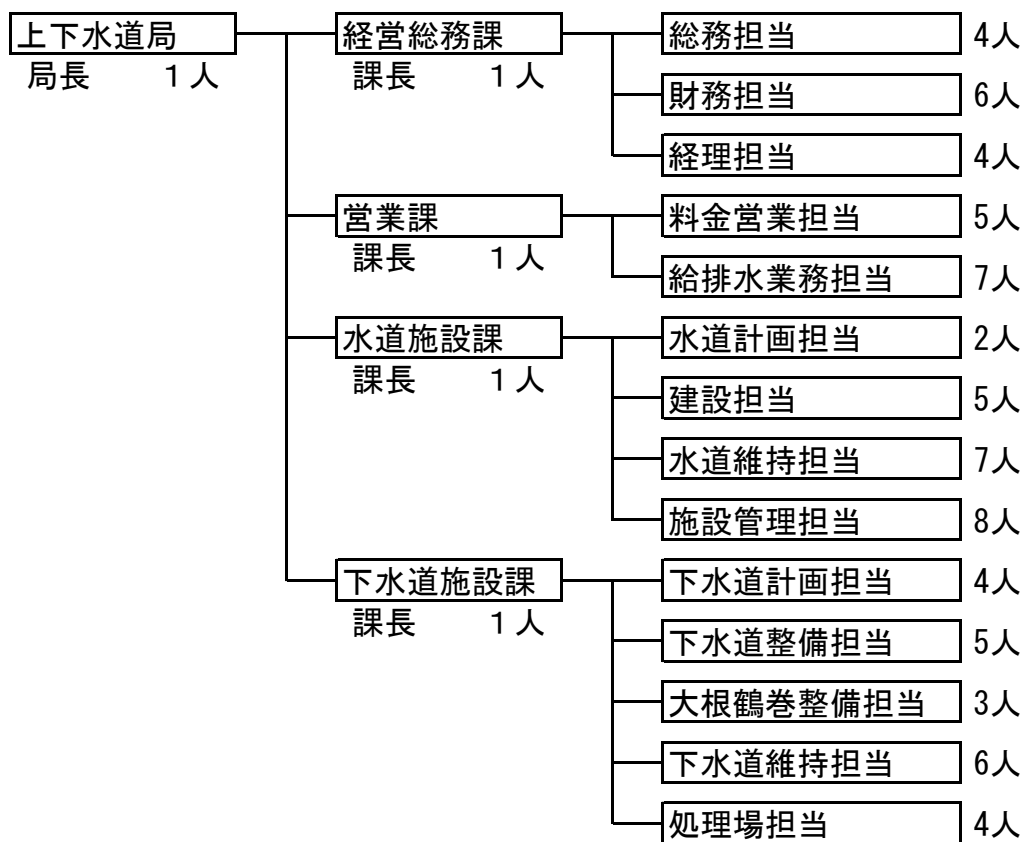 上下水道局 経営総務課 総務担当 4人
局長 １人 課長 １人
財務担当 6人
経理担当 4人
営業課 料金営業担当 5人
課長 １人
給排水業務担当 7人
水道施設課 水道計画担当 2人
課長 １人
建設担当 5人
水道維持担当 7人
施設管理担当 8人
下水道施設課 下水道計画担当 4人
課長 １人
下水道整備担当 5人
大根鶴巻整備担当 3人
下水道維持担当 6人
処理場担当 4人